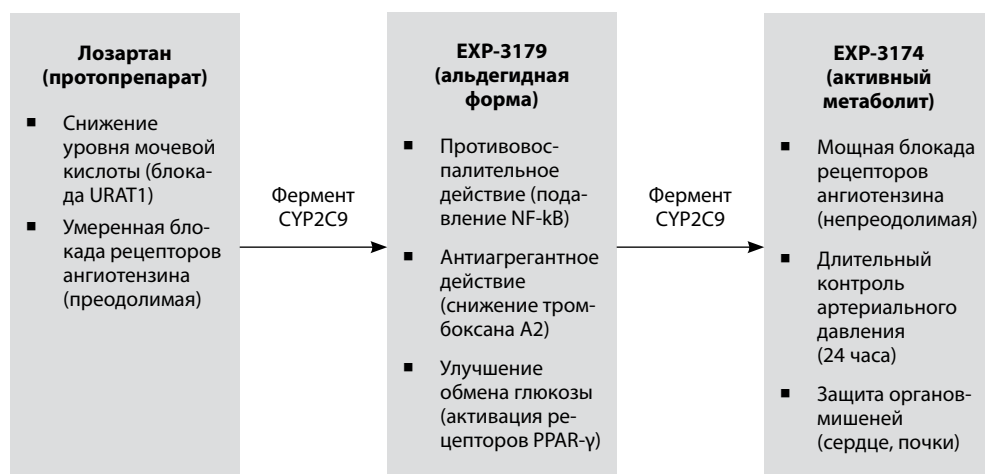 Лозартан
(протопрепарат)
■ Снижение
уровня мочевой
кислоты (блока-
да URAT1)
■ Умеренная бло-
када рецепторов
ангиотензина
(преодолимая)
Фермент
CYP2C9
EXP-3179
(альдегидная
форма)
■ Противовос-
палительное
действие (пода-
вление NF-kB)
■ Антиагрегантное
действие
(снижение тром-
боксана А2)
■ Улучшение
обмена глюкозы
(активация ре-
цепторов PPAR-γ)
Фермент
CYP2C9
EXP-3174
(активный
метаболит)
■ Мощная блокада
рецепторов
ангиотензина
(непреодолимая)
■ Длительный
контроль
артериального
давления
(24 часа)
■ Защита органов-
мишеней
(сердце, почки)